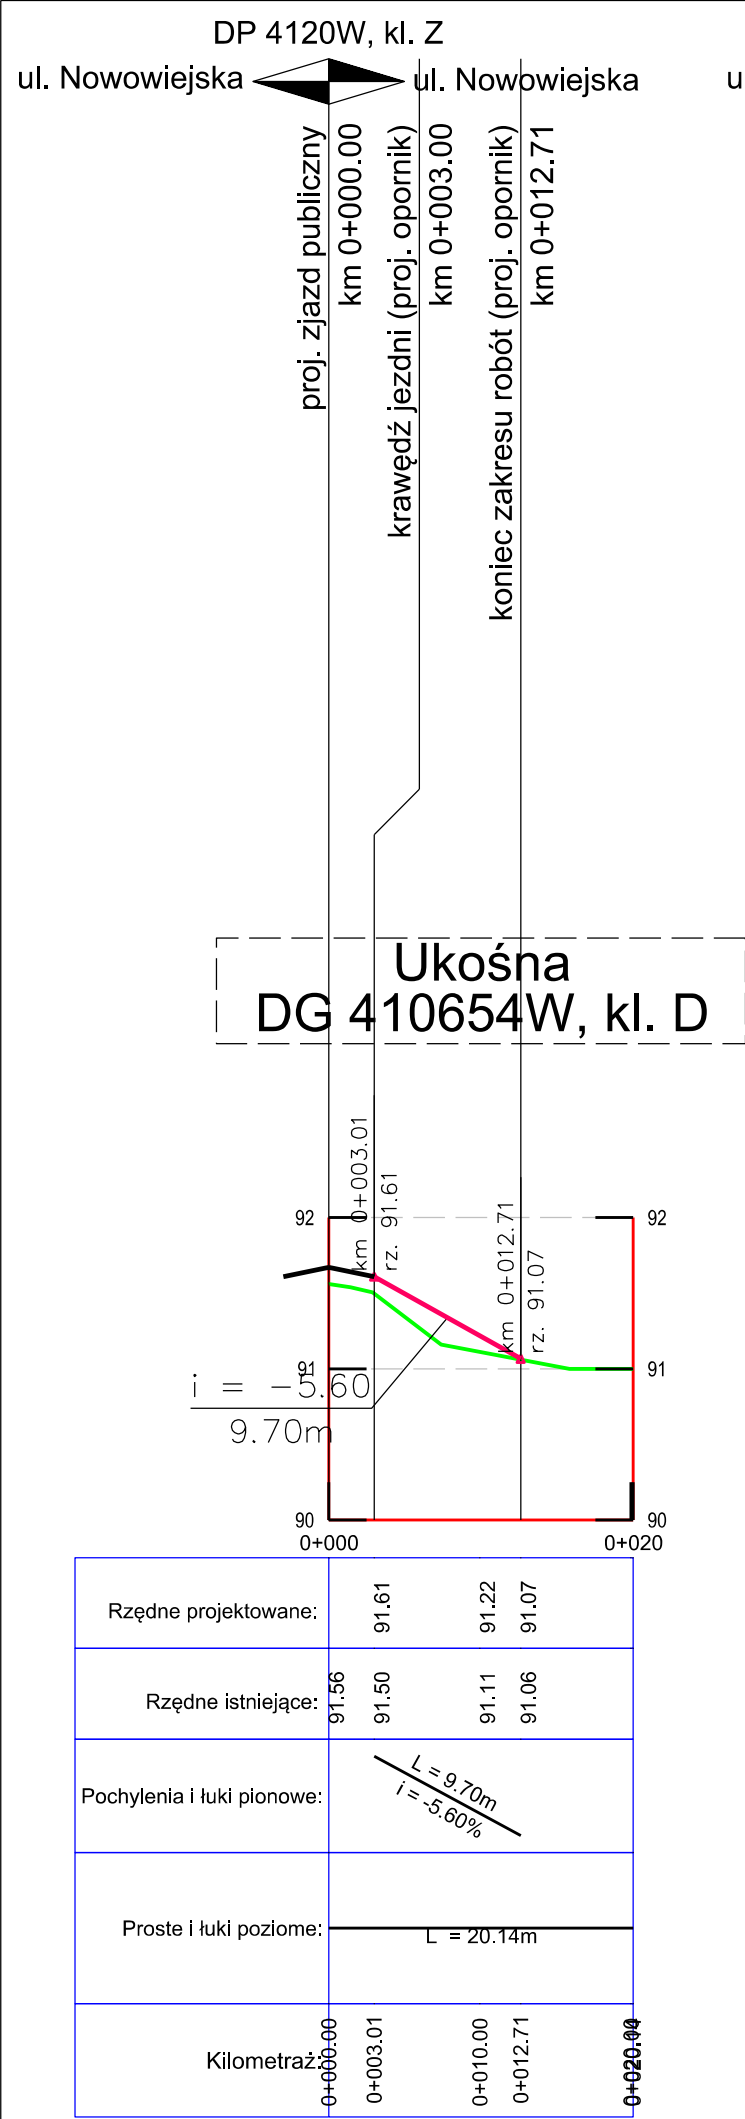 DP 4120W, kl. Z
ul. Nowowiejska
ul. Nowowiejska
u
proj. zjazd publiczny
km 0+000.00
krawędź jezdni (proj. opornik)
km 0+003.00
koniec zakresu robót (proj. opornik)
km 0+012.71
Ukośna
DG 410654W, kl. D
km 0+003.01
rz. 91.61
km 0+012.71
rz. 91.07
92
92
91
91
i = -5.60
9.70m
90
90
0+000
0+020
Rzędne projektowane:
91.61
91.22
91.07
Rzędne istniejące:
91.56
91.50
91.11
91.06
Pochylenia i łuki pionowe:
L = 9.70m
i = -5.60%
Proste i łuki poziome:
L = 20.14m
Kilometraż:
0+000.00
0+003.01
0+010.00
0+012.71